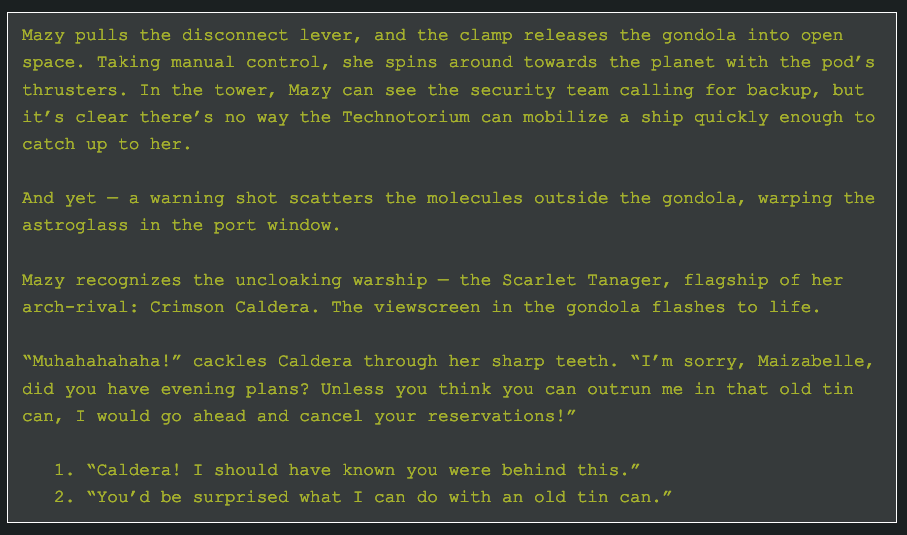 Mazy pulls the disconnect lever, and the clamp releases the gondola into open
space. Taking manual control, she spins around towards the planet with the pod’s
thrusters. In the tower, Mazy can see the security team calling for backup, but
it’s clear there’s no way the Technotorium can mobilize a ship quickly enough to
catch up to her.
And yet — a warning shot scatters the molecules outside the gondola, warping the
astroglass in the port window.
Mazy recognizes the uncloaking warship — the Scarlet Tanager, flagship of her
arch-rival: Crimson Caldera. The viewscreen in the gondola flashes to life.
“Muhahahahaha!” cackles Caldera through her sharp teeth. “I’m sorry, Maizabelle,
did you have evening plans? Unless you think you can outrun me in that old tin
can, I would go ahead and cancel your reservations!”
1. “Caldera! I should have known you were behind this.”
2. “You’d be surprised what I can do with an old tin can.”